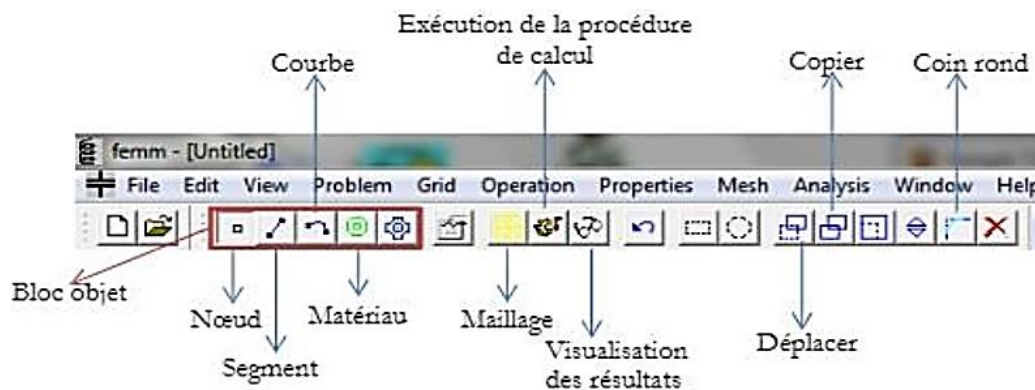 Exécution de la procédure
de calcul
Courbe
Copier
Coin rond
femm - [Untitled]
File Edit View Problem Grid Operation Properties Mesh Analysis Window Help
Bloc objet
Nœud
Matériau
Maillage
Déplacer
Segment
Visualisation
des résultats